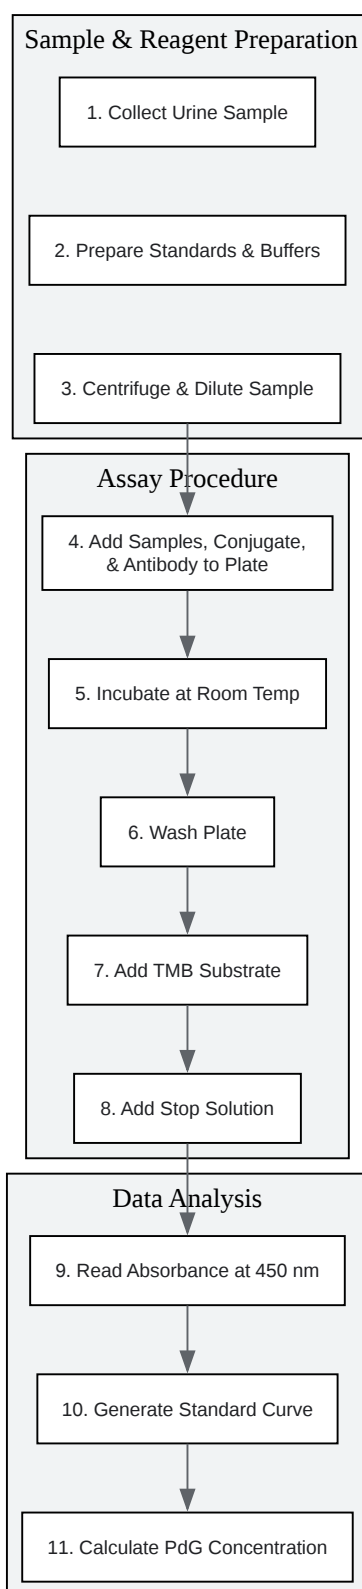 Sample & Reagent Preparation
1. Collect Urine Sample
2. Prepare Standards & Buffers
3. Centrifuge & Dilute Sample
Assay Procedure
4. Add Samples, Conjugate,
& Antibody to Plate
5. Incubate at Room Temp
6. Wash Plate
7. Add TMB Substrate
8. Add Stop Solution
Data Analysis
9. Read Absorbance at 450 nm
10. Generate Standard Curve
11. Calculate PdG Concentration